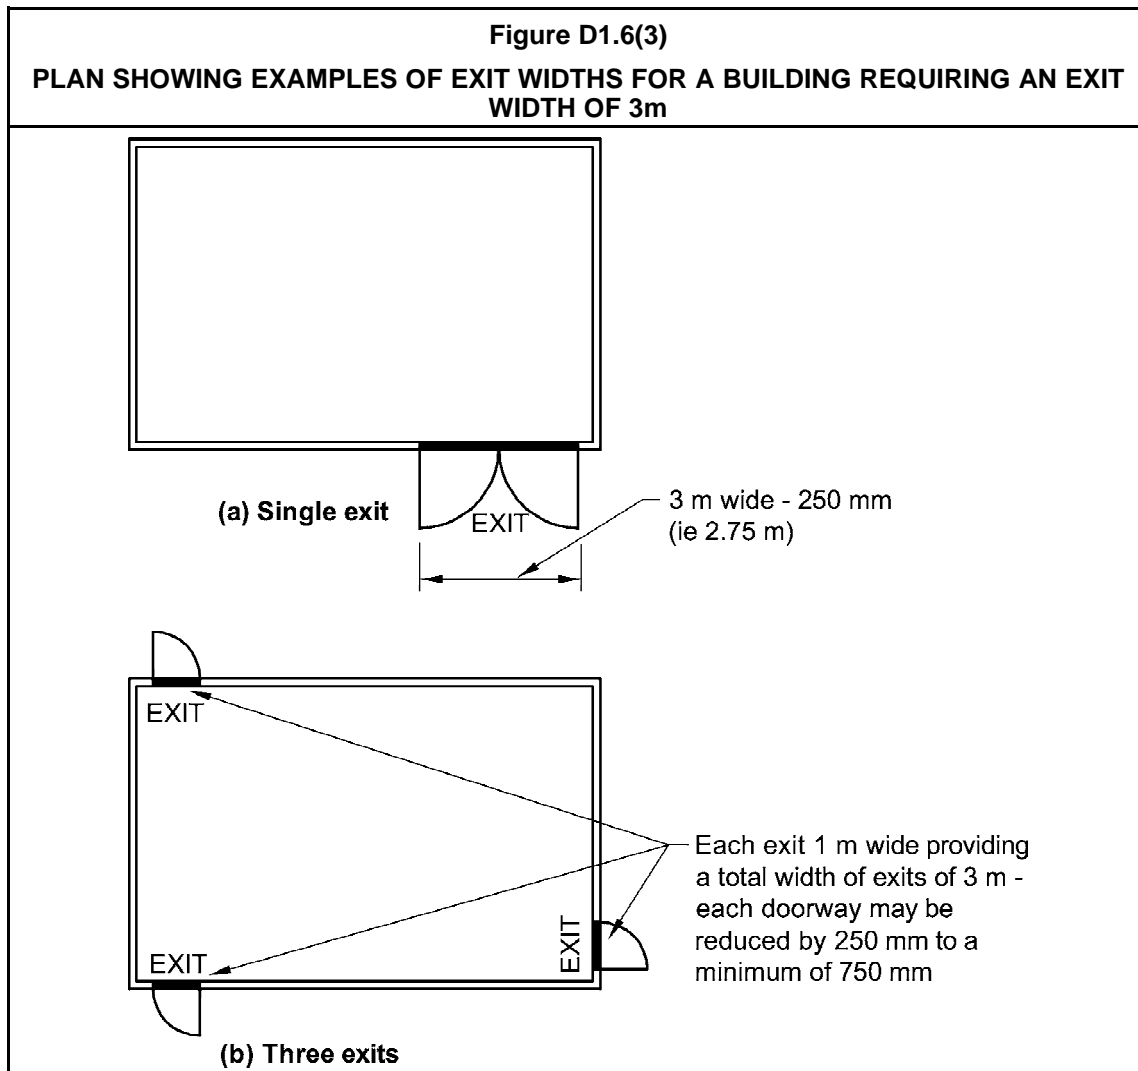 Figure D1.6(3)
PLAN SHOWING EXAMPLES OF EXIT WIDTHS FOR A BUILDING REQUIRING AN EXIT
WIDTH OF 3m
(a) Single exit
EXIT
3 m wide - 250 mm
(ie 2.75 m)
EXIT
EXIT
EXIT
Each exit 1 m wide providing
a total width of exits of 3 m -
each doorway may be
reduced by 250 mm to a
minimum of 750 mm
(b) Three exits